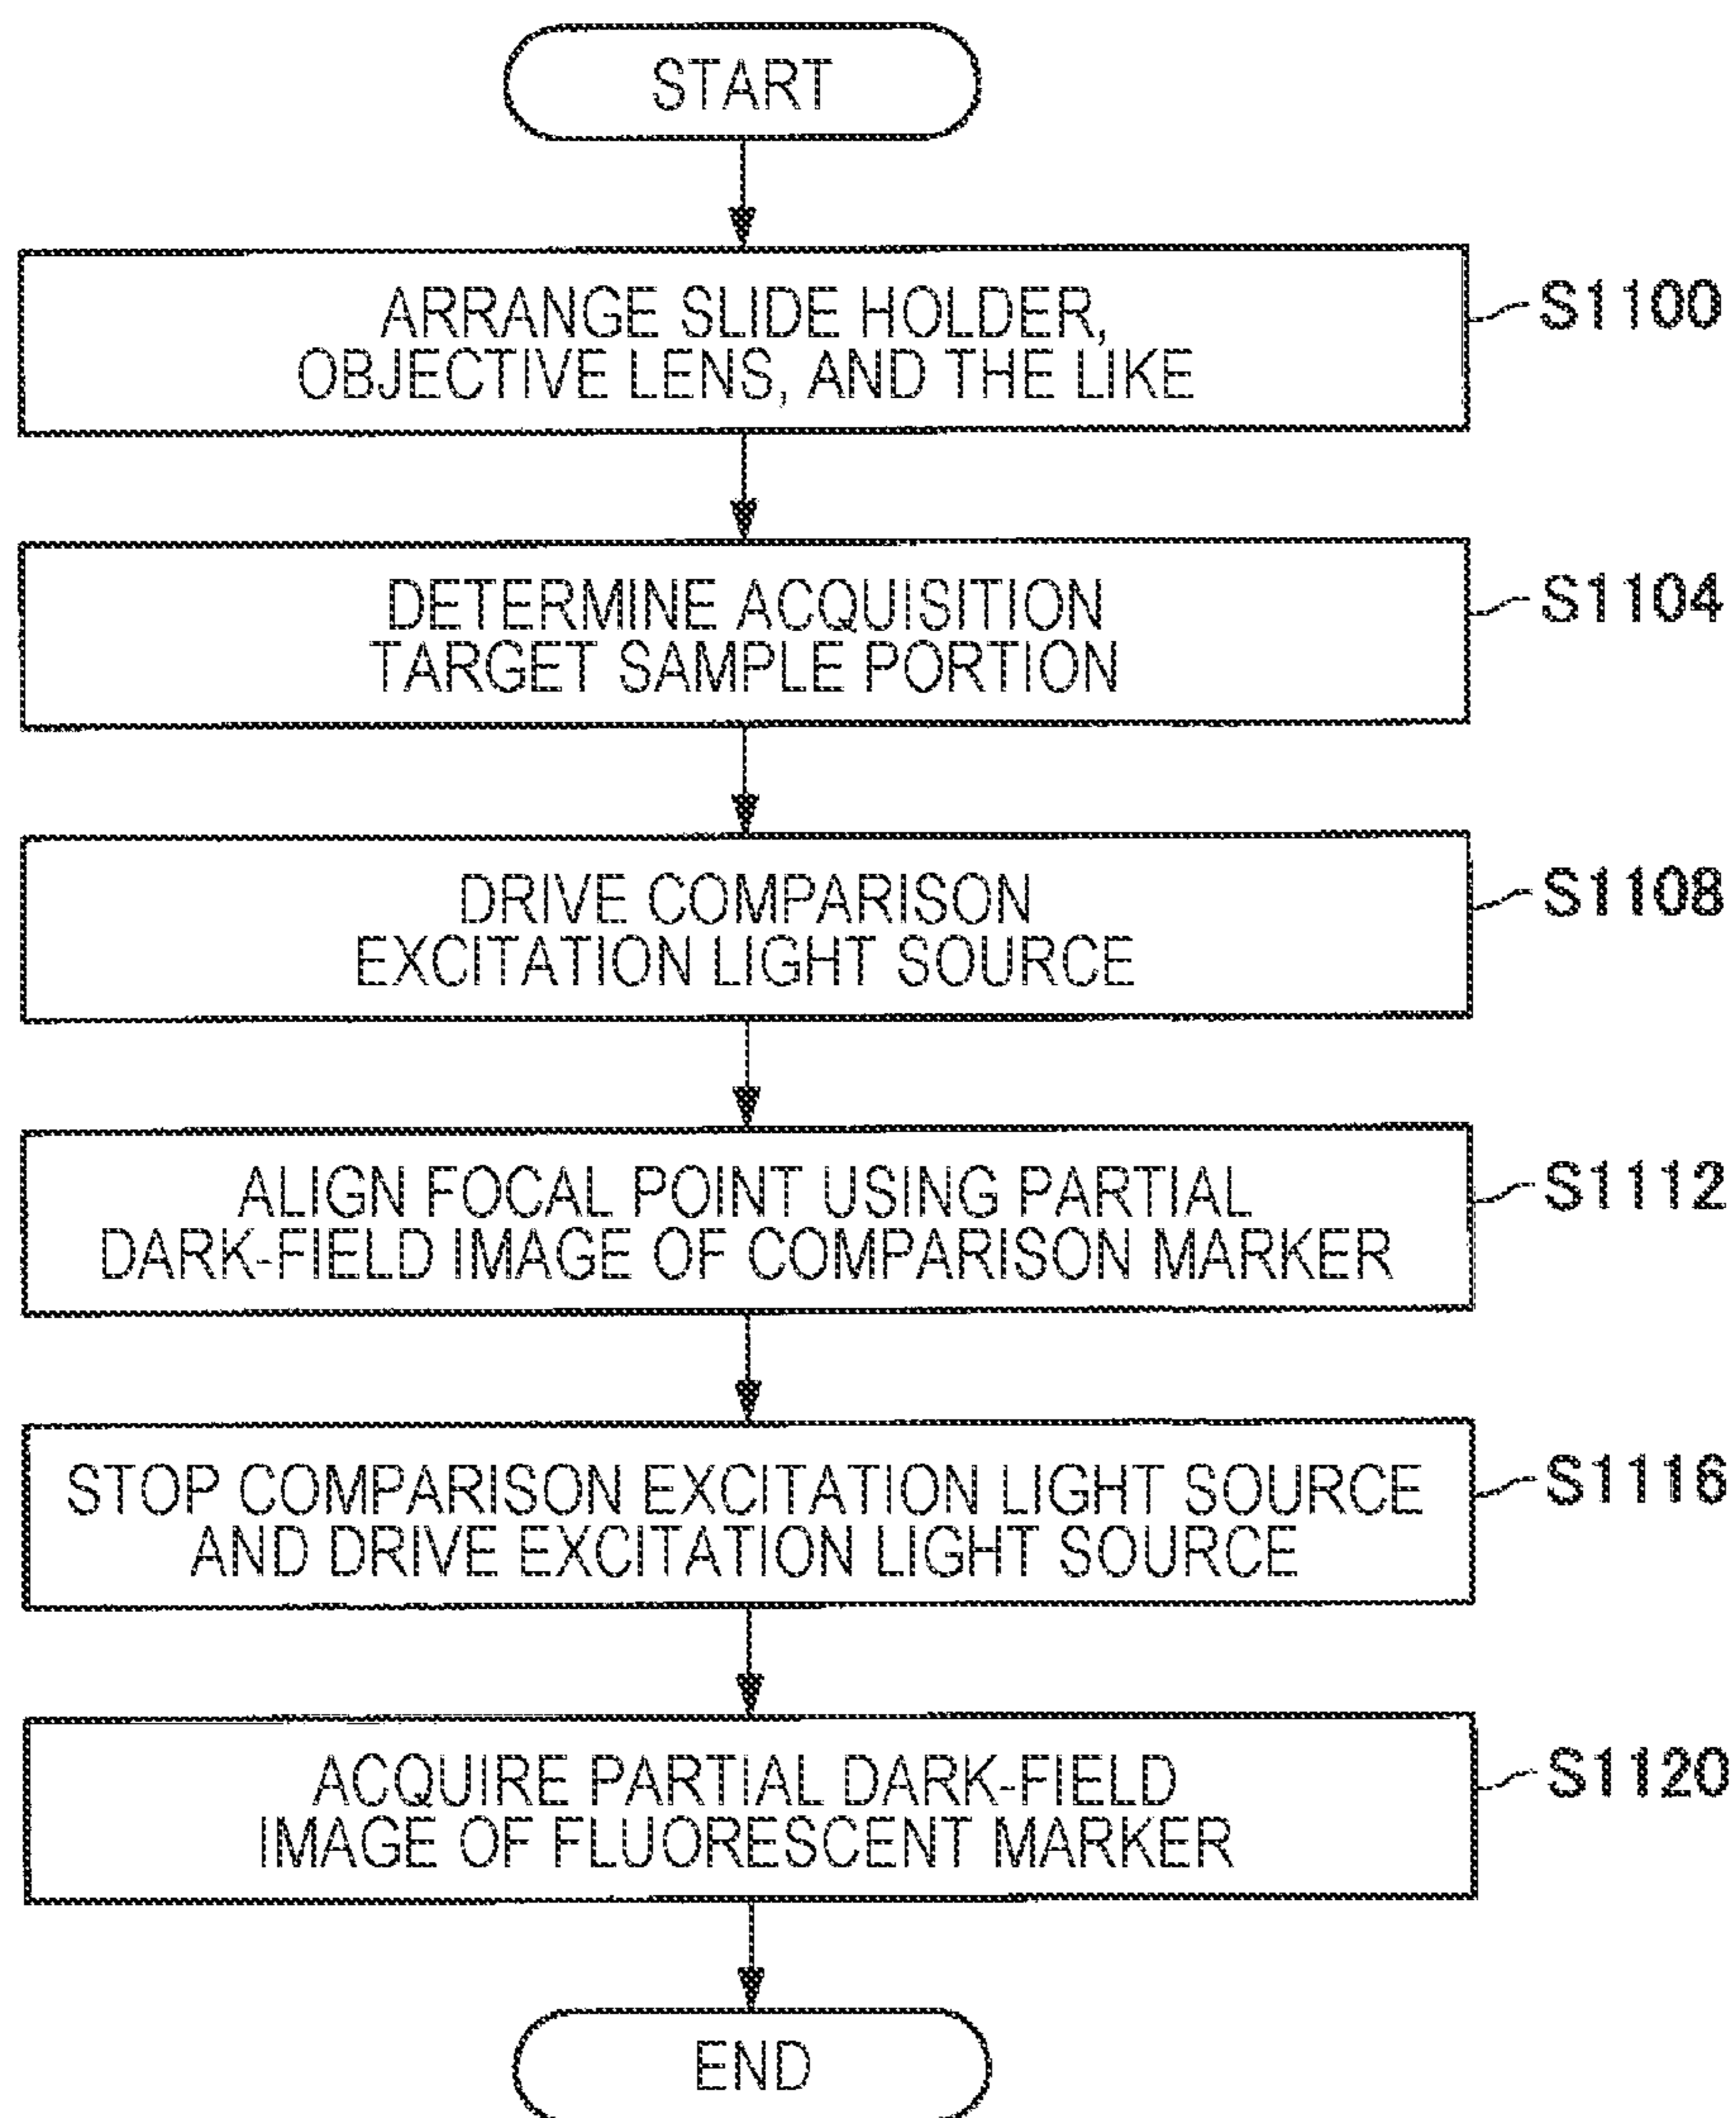 START
ARRANGE SLIDE HOLDER,
OBJECTIVE LENS, AND THE LIKE
S1100
DETERMINE ACQUISITION
TARGET SAMPLE PORTION
S1104
DRIVE COMPARISON
EXCITATION LIGHT SOURCE
S1108
ALIGN FOCAL POINT USING PARTIAL
DARK-FIELD IMAGE OF COMPARISON MARKER
S1112
STOP COMPARISON EXCITATION LIGHT SOURCE
AND DRIVE EXCITATION LIGHT SOURCE
S1116
ACQUIRE PARTIAL DARK-FIELD
IMAGE OF FLUORESCENT MARKER
S1120
END